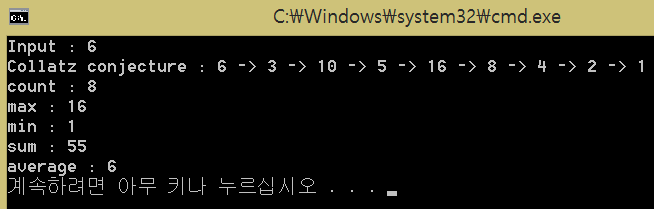 C:\Windows\system32\cmd.exe
Input : 6
Collatz conjecture : 6 -> 3 -> 10 -> 5 -> 16 -> 8 -> 4 -> 2 -> 1
count : 8
max : 16
min : 1
sum : 55
average : 6
계속하려면 아무 키나 누르십시오 . . .